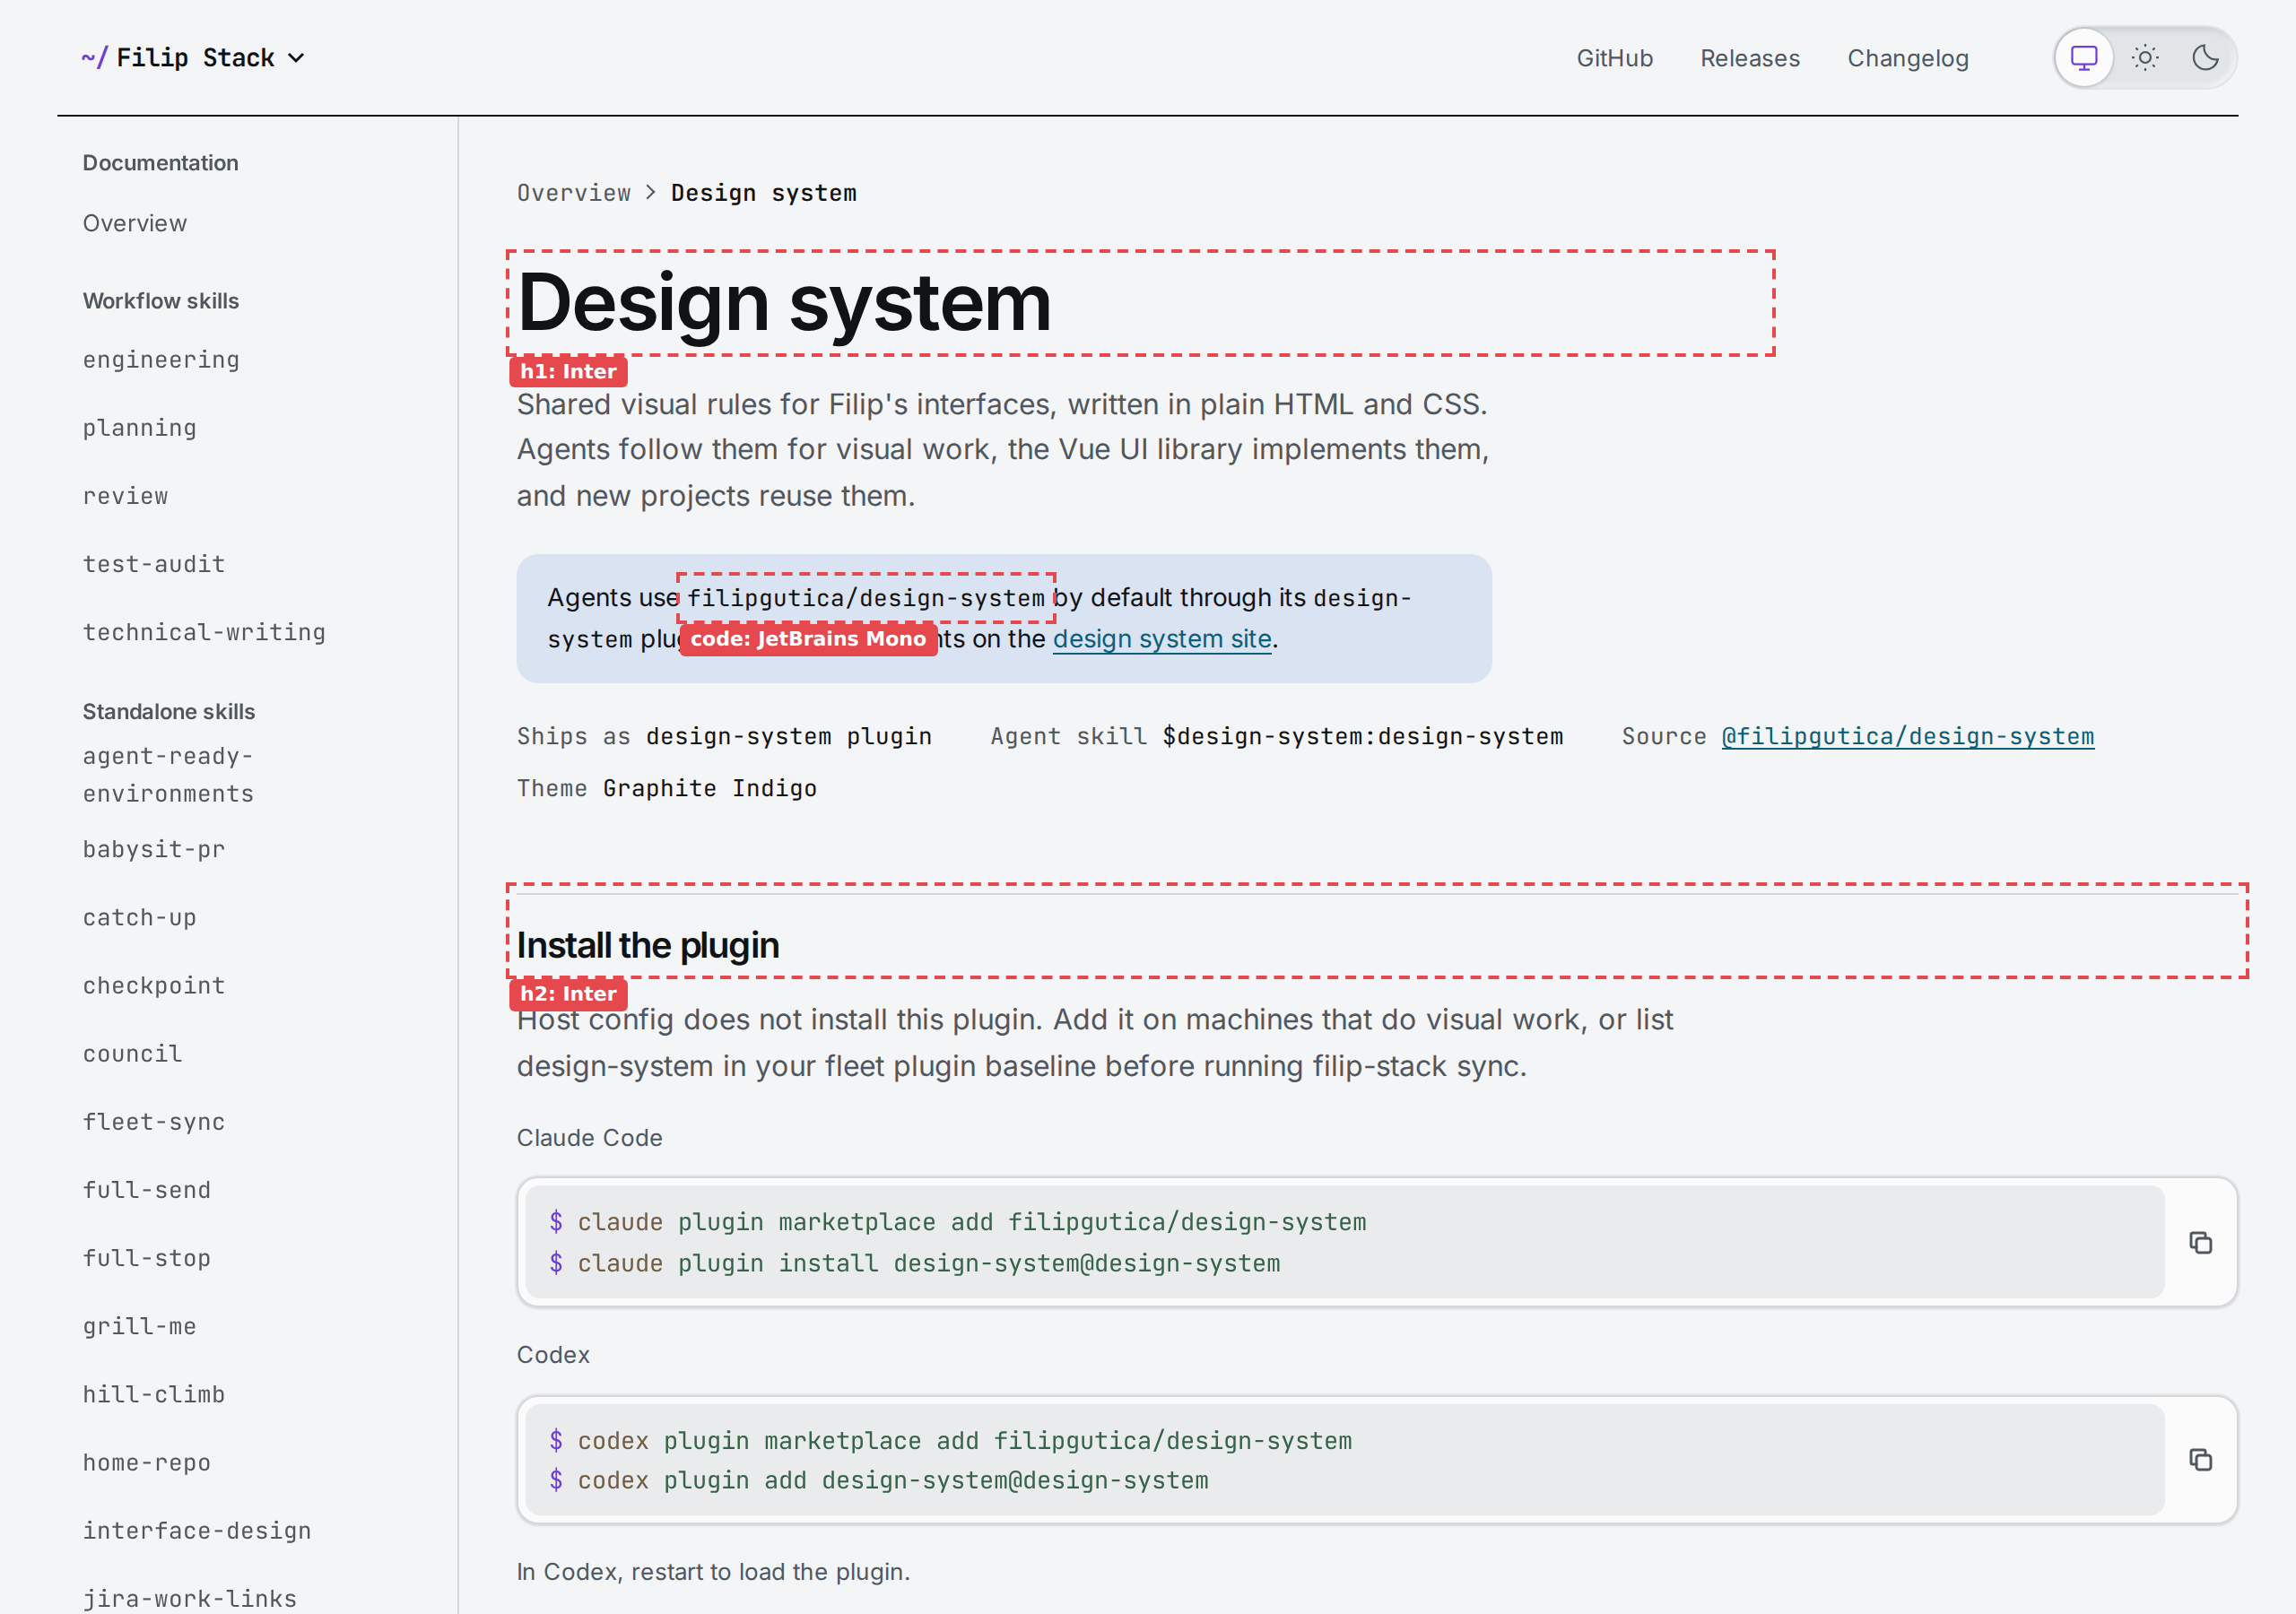 ~/ Filip Stack
GitHub
Releases
Changelog
Documentation
Overview
Workflow skills
engineering
planning
review
test-audit
technical-writing
Standalone skills
agent-ready-
environments
babysit-pr
catch-up
checkpoint
council
fleet-sync
full-send
full-stop
grill-me
hill-climb
home-repo
interface-design
jira-work-links
Overview > Design system
Design system
h1: Inter
Shared visual rules for Filip's interfaces, written in plain HTML and CSS.
Agents follow them for visual work, the Vue UI library implements them,
and new projects reuse them.
Agents use filipgutica/design-system by default through its design-
system plug
code: JetBrains Mono
nts on the design system site.
Ships as design-system plugin
Agent skill $design-system:design-system
Source @filipgutica/design-system
Theme Graphite Indigo
Install the plugin
h2: Inter
Host config does not install this plugin. Add it on machines that do visual work, or list
design-system in your fleet plugin baseline before running filip-stack sync.
Claude Code
$ claude plugin marketplace add filipgutica/design-system
$ claude plugin install design-system@design-system
Codex
$ codex plugin marketplace add filipgutica/design-system
$ codex plugin add design-system@design-system
In Codex, restart to load the plugin.